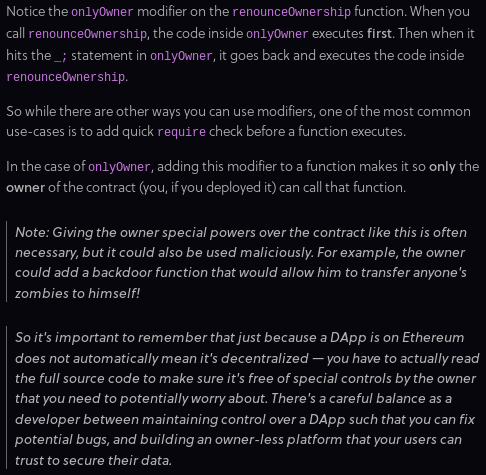 Notice the onlyOwner modifier on the renounceOwnership function. When you
call renounceOwnership, the code inside onlyOwner executes first. Then when it
hits the _; statement in onlyOwner, it goes back and executes the code inside
renounceOwnership.
So while there are other ways you can use modifiers, one of the most common
use-cases is to add quick require check before a function executes.
In the case of onlyOwner, adding this modifier to a function makes it so only the
owner of the contract (you, if you deployed it) can call that function.
Note: Giving the owner special powers over the contract like this is often
necessary, but it could also be used maliciously. For example, the owner
could add a backdoor function that would allow him to transfer anyone's
zombies to himself!
So it's important to remember that just because a DApp is on Ethereum
does not automatically mean it's decentralized — you have to actually read
the full source code to make sure it's free of special controls by the owner
that you need to potentially worry about. There's a careful balance as a
developer between maintaining control over a DApp such that you can fix
potential bugs, and building an owner-less platform that your users can
trust to secure their data.